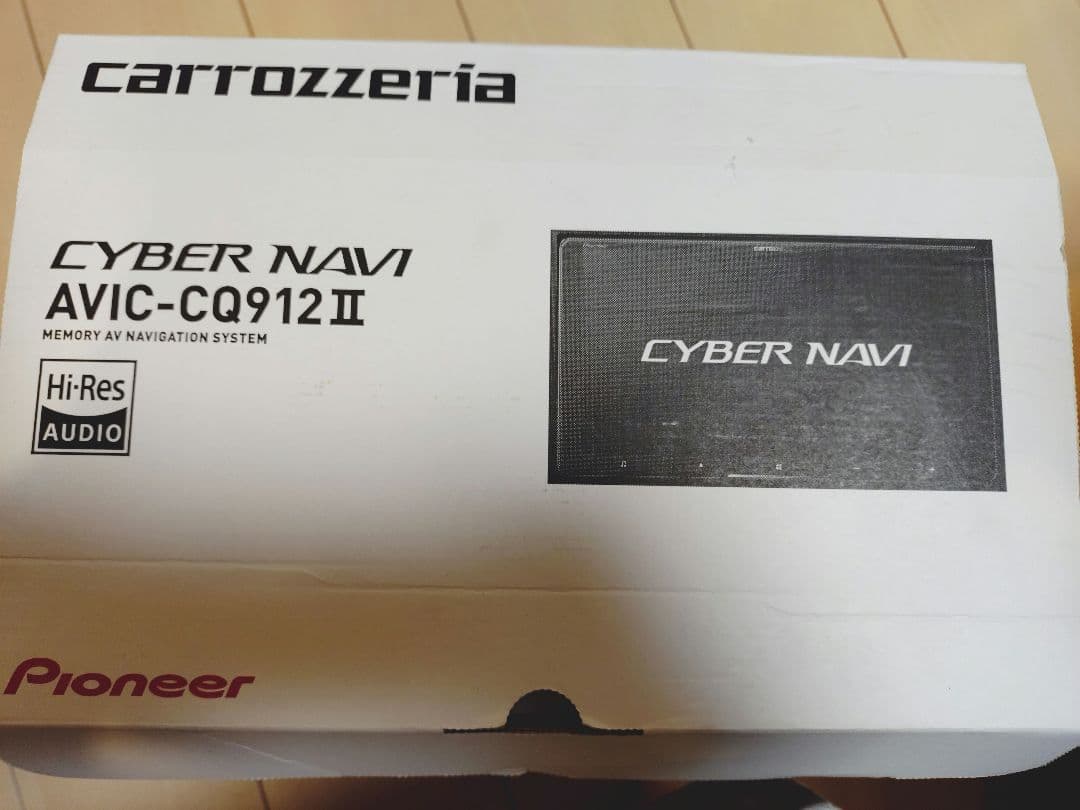 carrozzeria
CYBER NAVI
AVIC-CQ912Ⅱ
MEMORY AV NAVIGATION SYSTEM
Hi-Res
AUDIO
CYBER NAVI
Pioneer